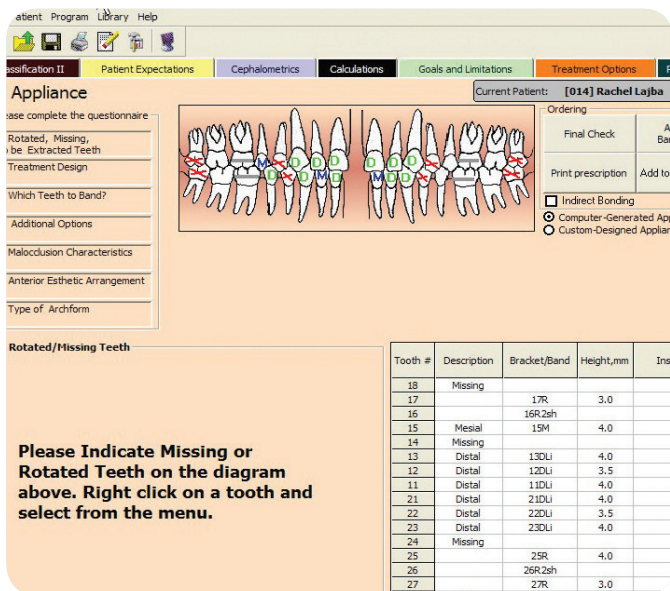 atient Program Library Help
assification II Patient Expectations Cephalometrics Calculations Goals and Limitations Treatment Options
Appliance
Current Patient: [014] Rachel Lajba
ease complete the questionnaire
Rotated, Missing,
o be Extracted Teeth
Treatment Design
Which Teeth to Band?
Additional Options
Malocclusion Characteristics
Anterior Esthetic Arrangement
Type of Archform
M D D D D D D
D D M D D D D
Ordering
Final Check
Print prescription Add to
Indirect Bonding
Computer-Generated App
Custom-Designed Applian
Rotated/Missing Teeth
Please Indicate Missing or
Rotated Teeth on the diagram
above. Right click on a tooth and
select from the menu.
Tooth # Description Bracket/Band Height,mm Ins
18 Missing
17 17R 3.0
16 16R2sh
15 Mesial 15M 4.0
14 Missing
13 Distal 13DLi 4.0
12 Distal 12DLi 3.5
11 Distal 11DLi 4.0
21 Distal 21DLi 4.0
22 Distal 22DLi 3.5
23 Distal 23DLi 4.0
24 Missing
25 25R 4.0
26 26R2sh
27 27R 3.0